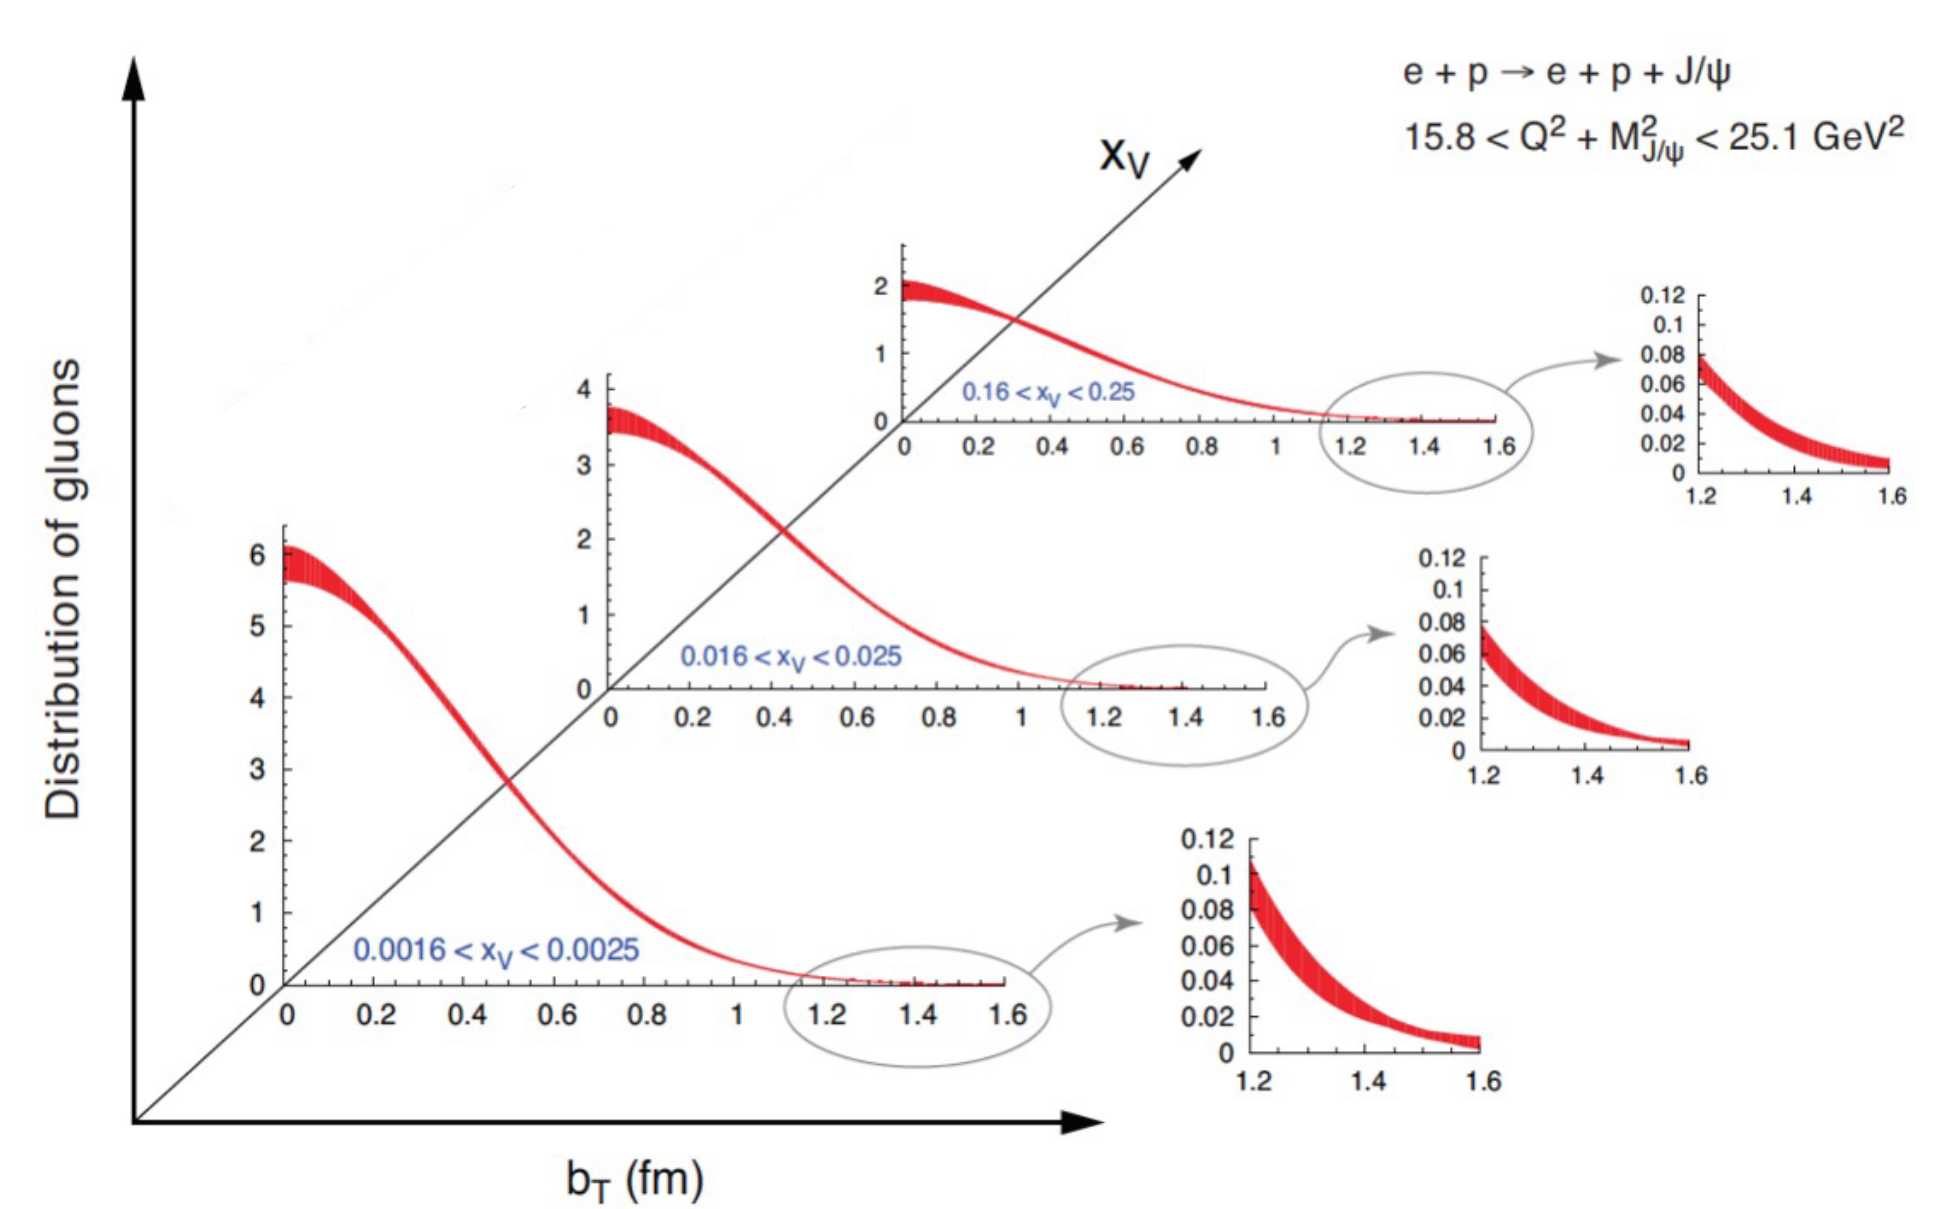 e + p → e + p + J/ψ
15.8 < Q² + M²J/ψ < 25.1 GeV²
xV
Distribution of gluons
2
1
0
0.16 < xV < 0.25
0 0.2 0.4 0.6 0.8 1 1.2 1.4 1.6
0.12
0.1
0.08
0.06
0.04
0.02
0
1.2 1.4 1.6
4
3
2
1
0
0.016 < xV < 0.025
0 0.2 0.4 0.6 0.8 1 1.2 1.4 1.6
0.12
0.1
0.08
0.06
0.04
0.02
0
1.2 1.4 1.6
6
5
4
3
2
1
0
0.0016 < xV < 0.0025
0 0.2 0.4 0.6 0.8 1 1.2 1.4 1.6
0.12
0.1
0.08
0.06
0.04
0.02
0
1.2 1.4 1.6
bT (fm)